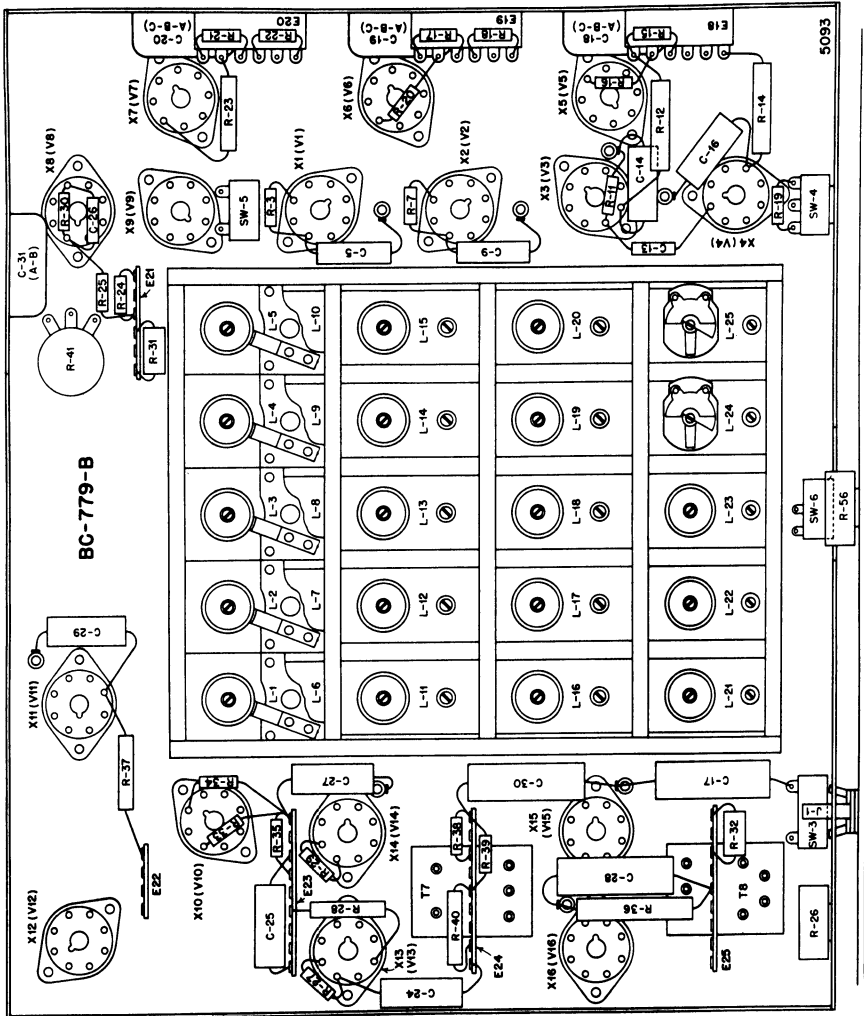 5093
E20
C-20
(A-B-C)
R-21
R-22
E19
C-19
(A-B-C)
R-17
R-18
E18
C-18
(A-B-C)
R-15
X7(V7)
R-23
X6(V6)
R-20
X5(V5)
R-16
R-12
R-14
X8(V8)
R-30
C-26
X9(V9)
SW-5
X1(V1)
R-3
C-5
X2(V2)
R-7
C-9
X3(V3)
R-11
C-14
C-16
C-13
X4(V4)
R-19
SW-4
C-31
(A-B)
R-25
R-24
E21
R-31
R-41
BC-779-B
L-5
L-10
L-15
L-20
L-25
L-4
L-9
L-14
L-19
L-24
L-3
L-8
L-13
L-18
L-23
L-2
L-7
L-12
L-17
L-22
L-1
L-6
L-11
L-16
L-21
SW-6
R-56
C-29
X11(V11)
R-37
E22
X12(V12)
R-34
R-33
X10(V10)
R-35
C-27
X14(V14)
R-29
E23
C-25
R-28
R-27
X13
(V13)
C-24
C-30
R-38
R-39
T7
R-40
E24
X15
(V15)
C-28
R-36
X16(V16)
C-17
SW-3
J-1
R-32
T8
E25
R-26